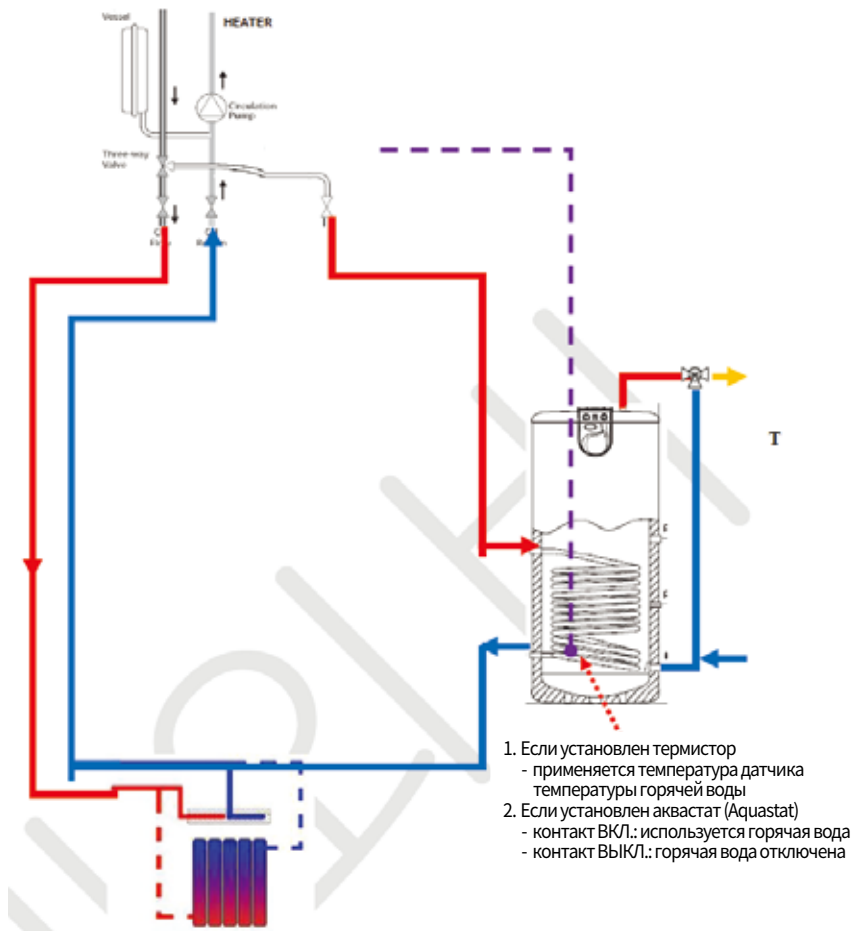 Vessel
HEATER
Circulation
Pump
Three-way
Valve
Flow
T
1. Если установлен термистор
- применяется температура датчика
температуры горячей воды
2. Если установлен аквастат (Aquastat)
- контакт ВКЛ.: используется горячая вода
- контакт ВЫКЛ.: горячая вода отключена